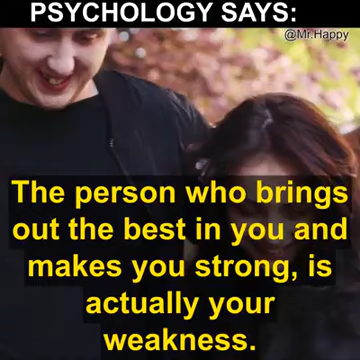 PSYCHOLOGY SAYS:
@Mr.Happy
The person who brings
out the best in you and
makes you strong, is
actually your
weakness.